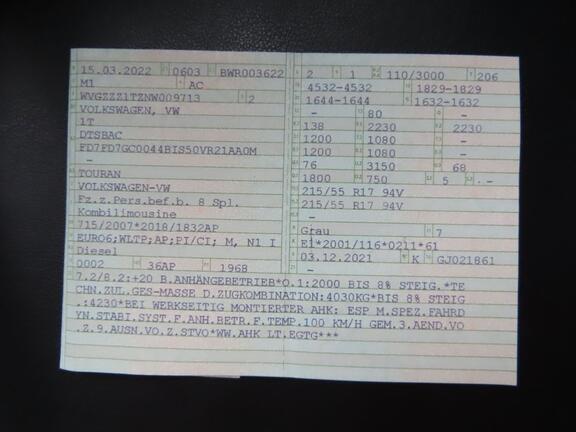 15.03.2022 0603 BWR003622
M1 AC
WVGZZZ1TZNW009713 2
VOLKSWAGEN, VW
1T
DTSBAC
FD7FD7GC0044BIS50VR21AA0M
-
TOURAN
VOLKSWAGEN-VW
Fz.z.Pers.bef.b. 8 Spl.
Kombilimousine
715/2007*2018/1832AP
EURO6;WLTP;AP;PI/CI; M, N1 I
Diesel
0002 36AP 1968
2 1 110/3000 206
4532-4532 1829-1829
1644-1644 1632-1632
- 80 -
138 2230 2230
1200 1080 -
1200 1080 -
76 3150 68
1800 750 5 -
215/55 R17 94V
215/55 R17 94V
-
Grau 7
E1*2001/116*0211*61
03.12.2021 K GJ021861
-
7.2/8.2:+20 B.ANHÄNGEBETRIEB*O.1:2000 BIS 8% STEIG.*TE
CHN.ZUL.GES-MASSE D.ZUGKOMBINATION:4030KG*BIS 8% STEIG
.:4230*BEI WERKSEITIG MONTIERTER AHK: ESP M.SPEZ.FAHRD
YN.STABI.SYST.F.ANH.BETR.F.TEMP.100 KM/H GEM.3.AEND.VO
.Z.9.AUSN.VO.Z.STVO*WW.AHK LT.EGTG***